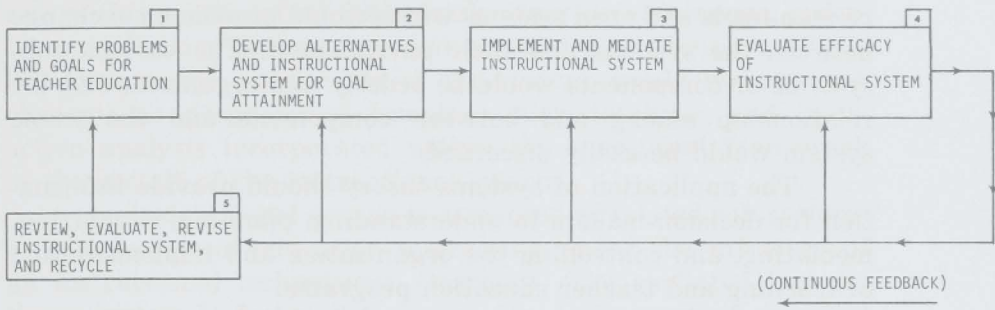 1
IDENTIFY PROBLEMS
AND GOALS FOR
TEACHER EDUCATION
2
DEVELOP ALTERNATIVES
AND INSTRUCTIONAL
SYSTEM FOR GOAL
ATTAINMENT
3
IMPLEMENT AND MEDIATE
INSTRUCTIONAL SYSTEM
4
EVALUATE EFFICACY
OF
INSTRUCTIONAL SYSTEM
5
REVIEW, EVALUATE, REVISE
INSTRUCTIONAL SYSTEM,
AND RECYCLE
(CONTINUOUS FEEDBACK)